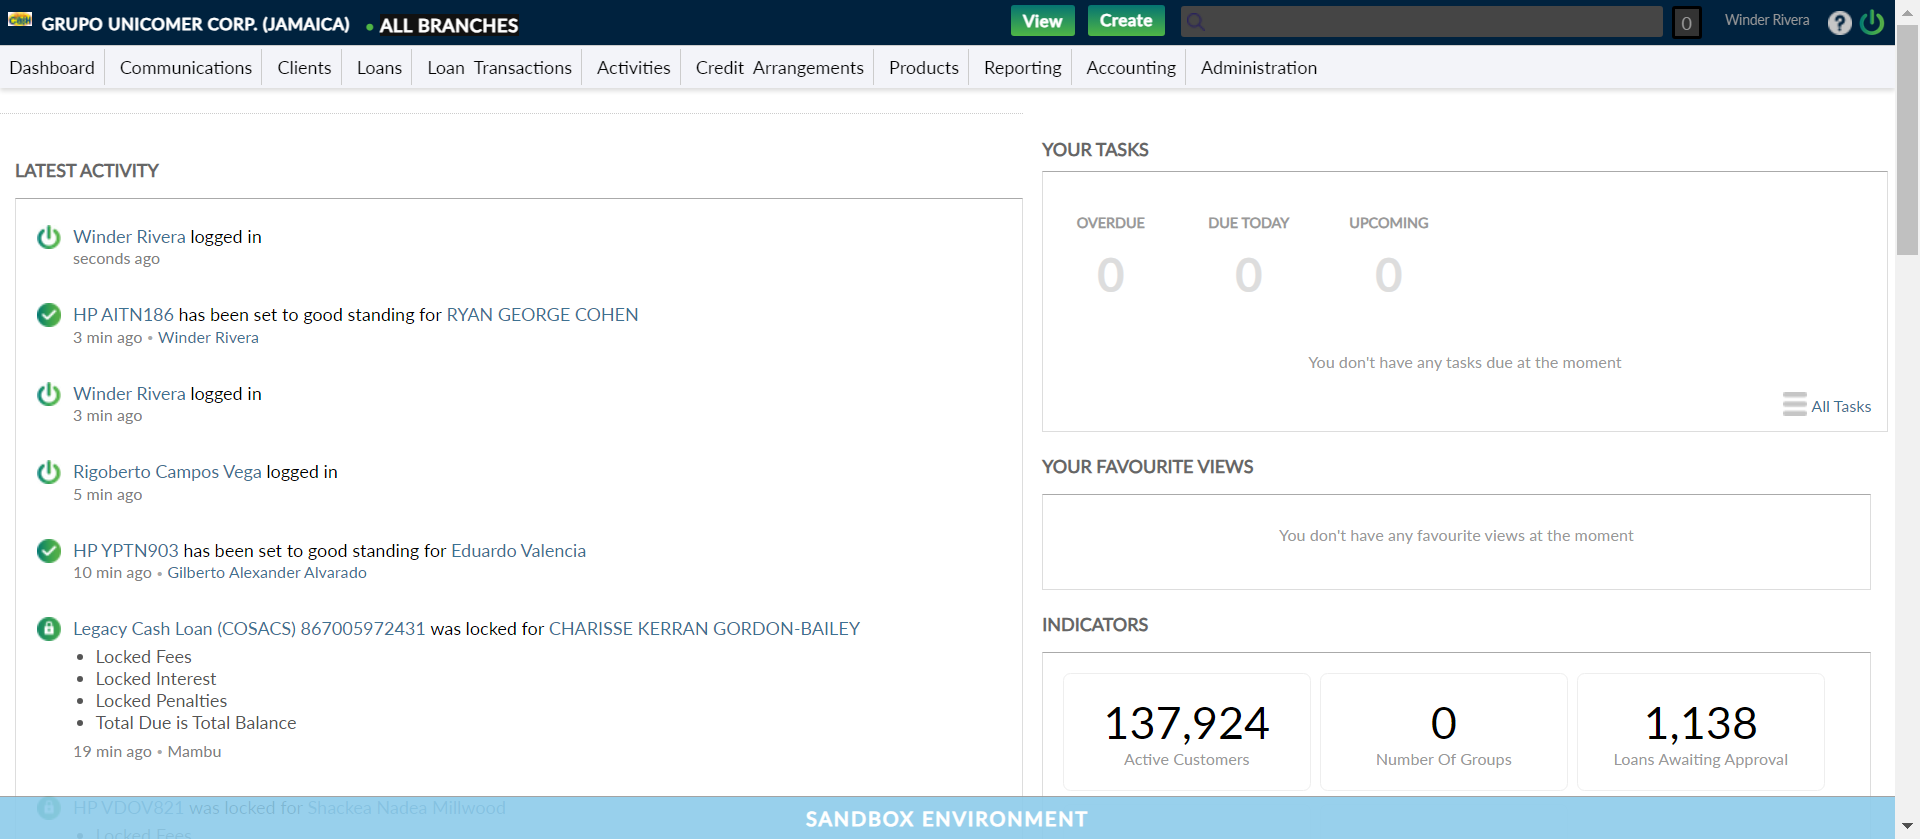 Cash
GRUPO UNICOMER CORP. (JAMAICA) • ALL BRANCHES
View
Create
0
Winder Rivera
?
Dashboard
Communications
Clients
Loans
Loan Transactions
Activities
Credit Arrangements
Products
Reporting
Accounting
Administration
LATEST ACTIVITY
Winder Rivera logged in
seconds ago
HP AITN186 has been set to good standing for RYAN GEORGE COHEN
3 min ago • Winder Rivera
Winder Rivera logged in
3 min ago
Rigoberto Campos Vega logged in
5 min ago
HP YPTN903 has been set to good standing for Eduardo Valencia
10 min ago • Gilberto Alexander Alvarado
Legacy Cash Loan (COSACS) 867005972431 was locked for CHARISSE KERRAN GORDON-BAILEY
• Locked Fees
• Locked Interest
• Locked Penalties
• Total Due is Total Balance
19 min ago • Mambu
HP VDOV821 was locked for Shackea Nadea Millwood
• Locked Fees
YOUR TASKS
OVERDUE
0
DUE TODAY
0
UPCOMING
0
You don't have any tasks due at the moment
All Tasks
YOUR FAVOURITE VIEWS
You don't have any favourite views at the moment
INDICATORS
137,924
Active Customers
0
Number Of Groups
1,138
Loans Awaiting Approval
SANDBOX ENVIRONMENT